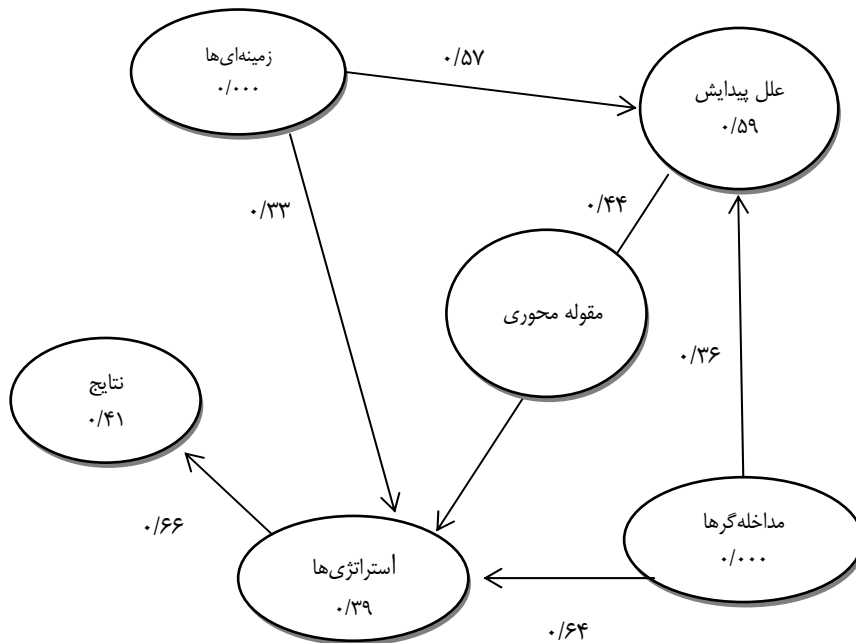 زمینه‌ای‌ها
۰/۰۰۰
۰/۵۷
علل پیدایش
۰/۵۹
۰/۳۳
۰/۴۴
مقوله محوری
۰/۳۶
نتایج
۰/۴۱
۰/۶۶
استراتژی‌ها
۰/۳۹
مداخله‌گرها
۰/۰۰۰
۰/۶۴